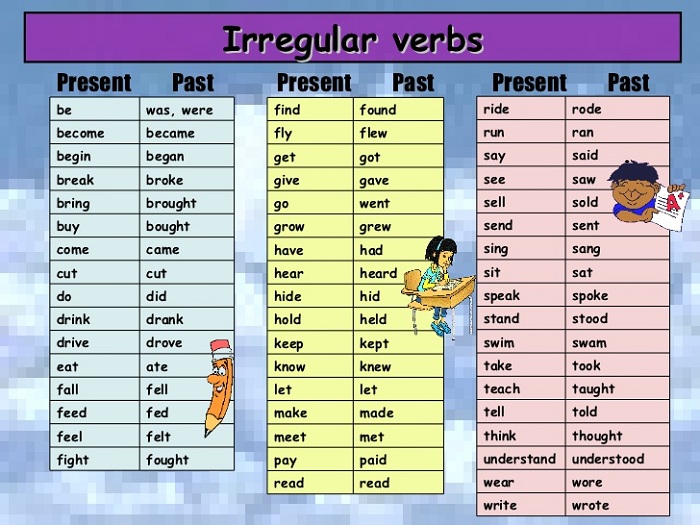 Irregular verbs
Present Past
be was, were
become became
begin began
break broke
bring brought
buy bought
come came
cut cut
do did
drink drank
drive drove
eat ate
fall fell
feed fed
feel felt
fight fought
Present Past
find found
fly flew
get got
give gave
go went
grow grew
have had
hear heard
hide hid
hold held
keep kept
know knew
let let
make made
meet met
pay paid
read read
Present Past
ride rode
run ran
say said
see saw
sell sold
send sent
sing sang
sit sat
speak spoke
stand stood
swim swam
take took
teach taught
tell told
think thought
understand understood
wear wore
write wrote
A+